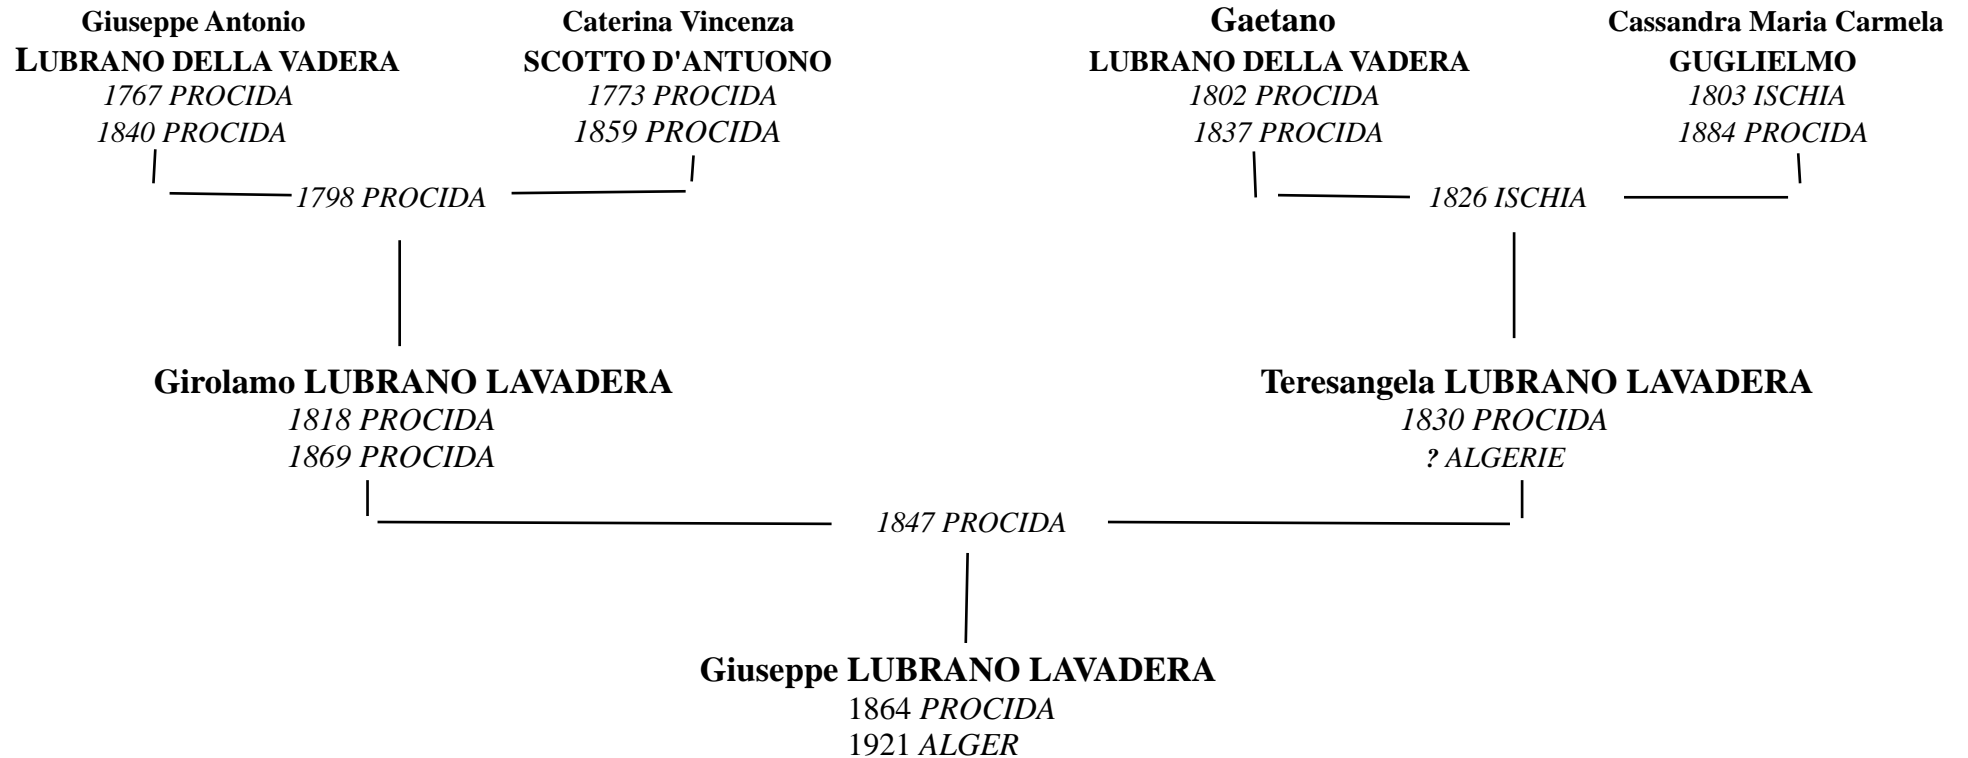 Giuseppe Antonio
LUBRANO DELLA VADERA
1767 PROCIDA
1840 PROCIDA
Caterina Vincenza
SCOTTO D'ANTUONO
1773 PROCIDA
1859 PROCIDA
1798 PROCIDA
Gaetano
LUBRANO DELLA VADERA
1802 PROCIDA
1837 PROCIDA
Cassandra Maria Carmela
GUGLIELMO
1803 ISCHIA
1884 PROCIDA
1826 ISCHIA
Girolamo LUBRANO LAVADERA
1818 PROCIDA
1869 PROCIDA
Teresangela LUBRANO LAVADERA
1830 PROCIDA
? ALGERIE
1847 PROCIDA
Giuseppe LUBRANO LAVADERA
1864 PROCIDA
1921 ALGER